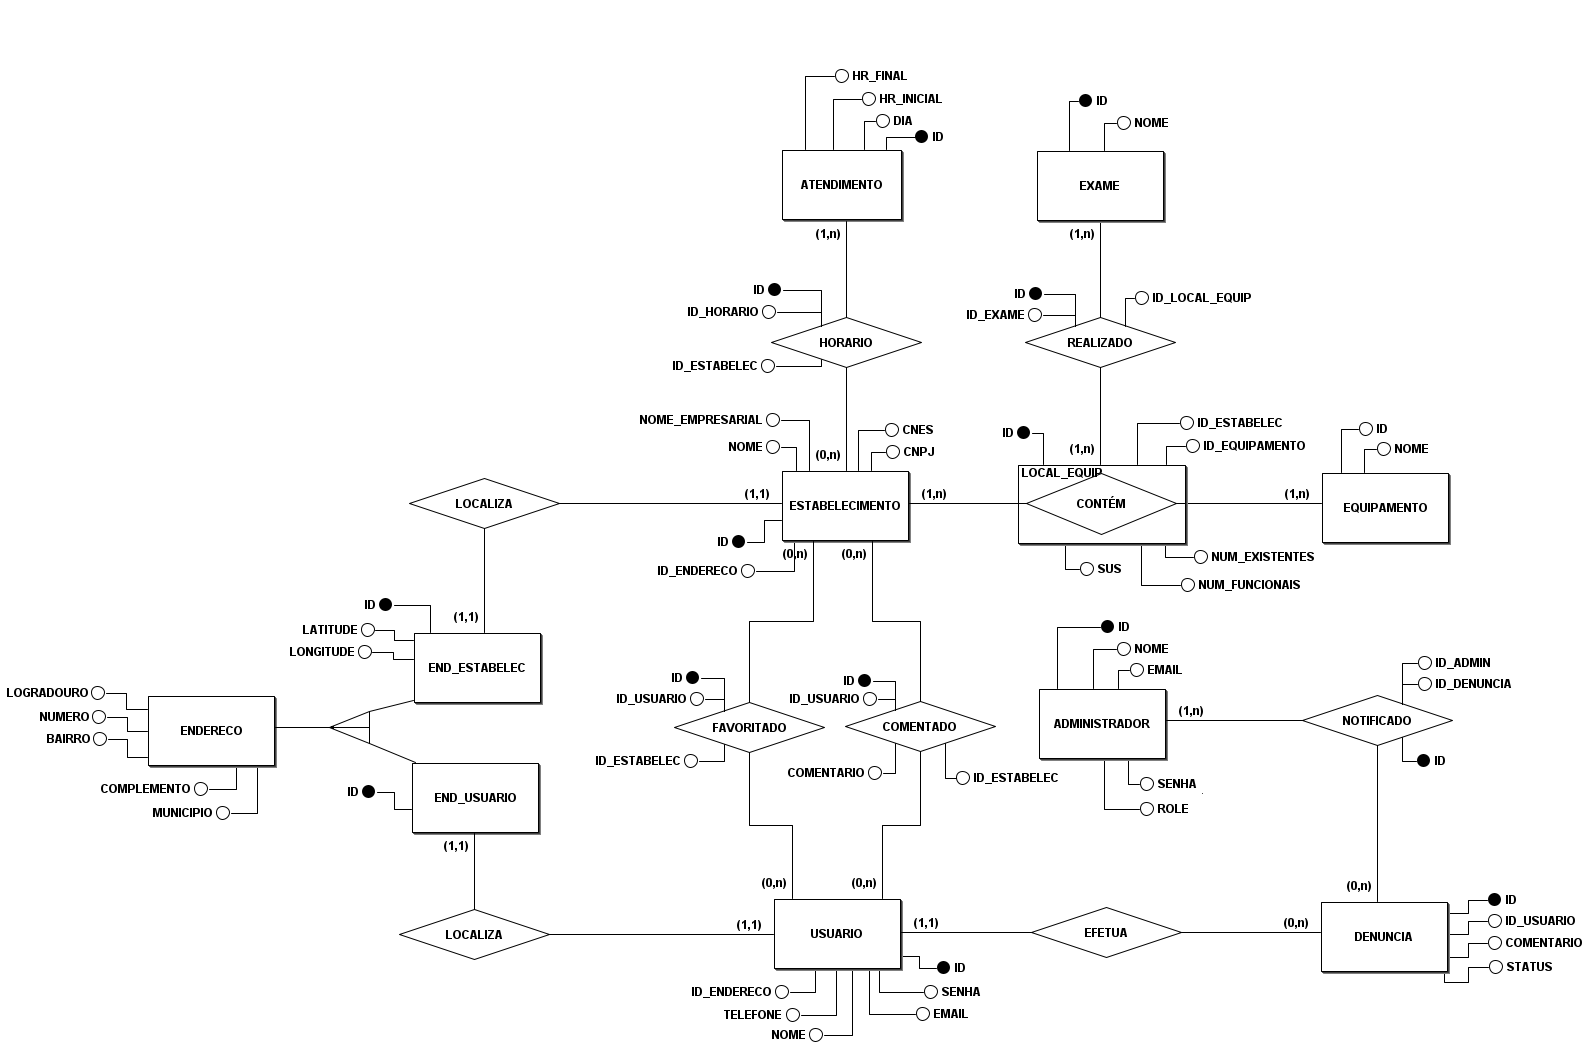 HR_FINAL
HR_INICIAL
DIA
ID
ATENDIMENTO
(1,n)
ID
NOME
EXAME
(1,n)
ID
ID_HORARIO
HORARIO
ID_ESTABELEC
ID
ID_EXAME
ID_LOCAL_EQUIP
REALIZADO
NOME_EMPRESARIAL
NOME
(0,n)
CNES
CNPJ
ID
(1,n)
ID_ESTABELEC
ID_EQUIPAMENTO
ID
NOME
LOCALIZA
(1,1)
ESTABELECIMENTO
(1,n)
LOCAL_EQUIP
CONTÉM
(1,n)
EQUIPAMENTO
ID
ID_ENDERECO
(0,n)
(0,n)
SUS
NUM_EXISTENTES
NUM_FUNCIONAIS
ID
LATITUDE
LONGITUDE
(1,1)
END_ESTABELEC
LOGRADOURO
NUMERO
BAIRRO
ENDERECO
COMPLEMENTO
MUNICIPIO
ID
END_USUARIO
(1,1)
ID
ID_USUARIO
FAVORITADO
ID_ESTABELEC
ID
ID_USUARIO
COMENTADO
COMENTARIO
ID_ESTABELEC
ID
NOME
EMAIL
ADMINISTRADOR
(1,n)
SENHA
ROLE
ID_ADMIN
ID_DENUNCIA
NOTIFICADO
ID
(0,n)
(0,n)
(0,n)
LOCALIZA
(1,1)
USUARIO
(1,1)
EFETUA
(0,n)
DENUNCIA
ID
ID_USUARIO
COMENTARIO
STATUS
ID
ID_ENDERECO
SENHA
TELEFONE
EMAIL
NOME